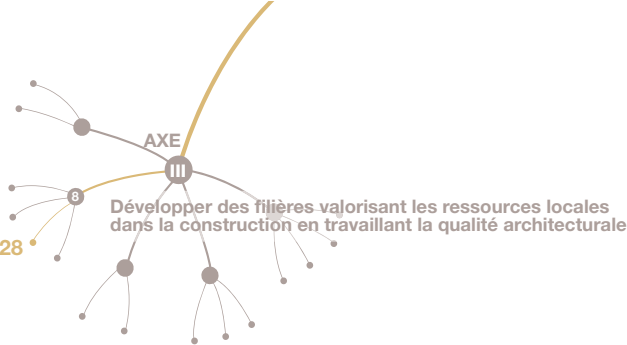 AXE
III
8
Développer des filières valorisant les ressources locales
dans la construction en travaillant la qualité architecturale
28